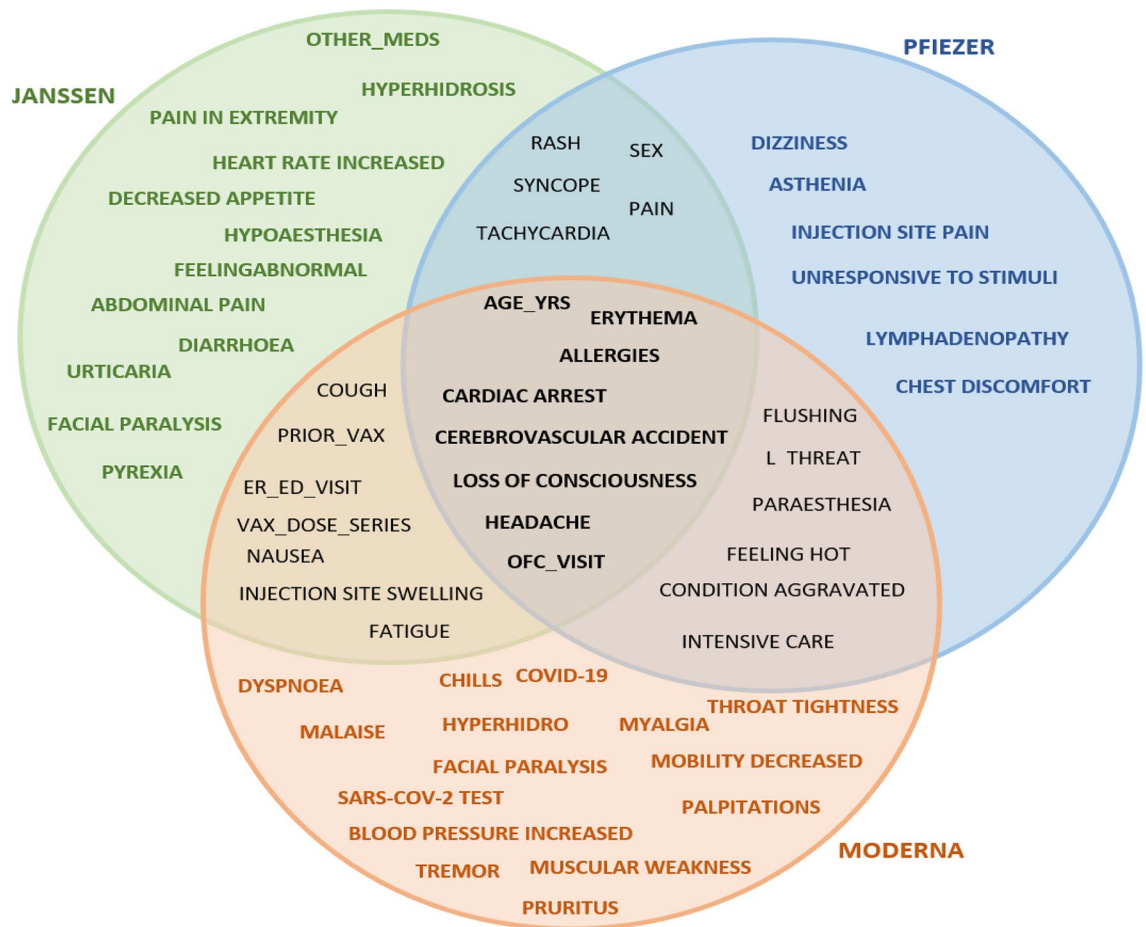 OTHER_MEDS
PFIEZER
HYPERHIDROSIS
JANSSEN
PAIN IN EXTREMITY
HEART RATE INCREASED
DECREASED APPETITE
HYPOAESTHESIA
FEELINGABNORMAL
ABDOMINAL PAIN
DIARRHOEA
URTICARIA
FACIAL PARALYSIS
PYREXIA
RASH
SEX
SYNCOPE
PAIN
TACHYCARDIA
DIZZINESS
ASTHENIA
INJECTION SITE PAIN
UNRESPONSIVE TO STIMULI
LYMPHADENOPATHY
CHEST DISCOMFORT
AGE_YRS
ERYTHEMA
ALLERGIES
CARDIAC ARREST
CEREBROVASCULAR ACCIDENT
LOSS OF CONSCIOUSNESS
HEADACHE
OFC_VISIT
COUGH
PRIOR_VAX
ER_ED_VISIT
VAX_DOSE_SERIES
NAUSEA
INJECTION SITE SWELLING
FATIGUE
FLUSHING
L THREAT
PARAESTHESIA
FEELING HOT
CONDITION AGGRAVATED
INTENSIVE CARE
DYSPNOEA
CHILLS
COVID-19
THROAT TIGHTNESS
MALAISE
HYPERHIDRO
MYALGIA
FACIAL PARALYSIS
MOBILITY DECREASED
SARS-COV-2 TEST
PALPITATIONS
BLOOD PRESSURE INCREASED
MODERNA
TREMOR
MUSCULAR WEAKNESS
PRURITUS